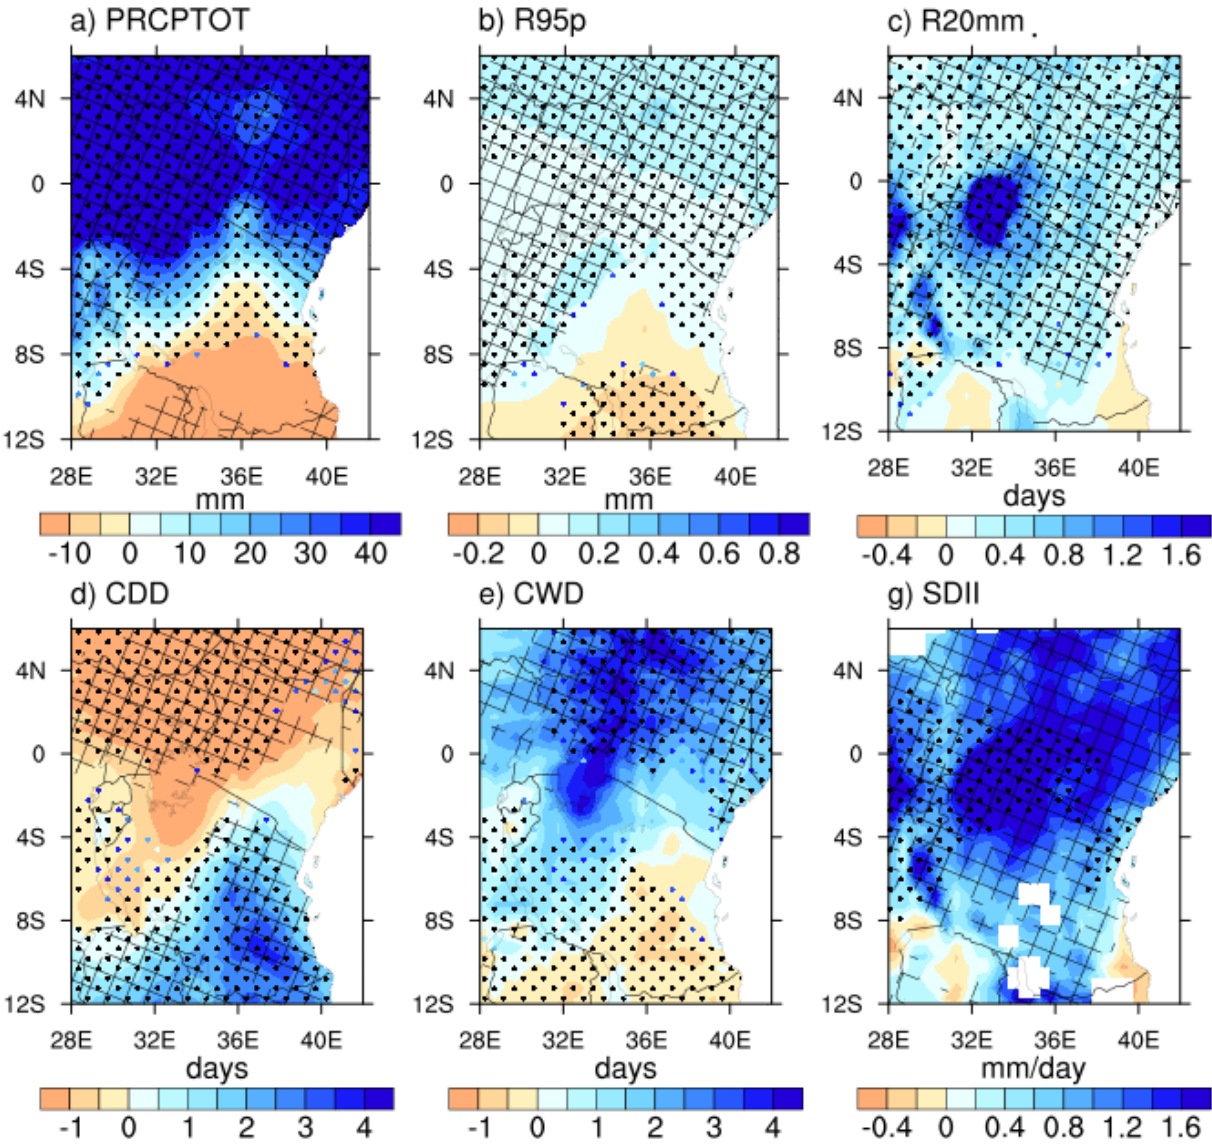 a) PRCPTOT b) R95p c) R20mm .
4N 4N 4N
0 0 0
4S 4S 4S
8S 8S 8S
12S 12S 12S
28E 32E 36E 40E 28E 32E 36E 40E 28E 32E 36E 40E
mm mm days
-10 0 10 20 30 40 -0.2 0 0.2 0.4 0.6 0.8 -0.4 0 0.4 0.8 1.2 1.6
d) CDD e) CWD g) SDII
4N 4N 4N
0 0 0
4S 4S 4S
8S 8S 8S
12S 12S 12S
28E 32E 36E 40E 28E 32E 36E 40E 28E 32E 36E 40E
days days mm/day
-1 0 1 2 3 4 -1 0 1 2 3 4 -0.4 0 0.4 0.8 1.2 1.6